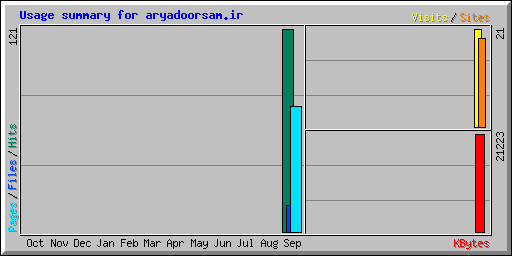 Usage summary for aryadoorsam.ir
Visits / Sites
121
21
Pages / Files / Hits
21223
Oct Nov Dec Jan Feb Mar Apr May Jun Jul Aug Sep
KBytes